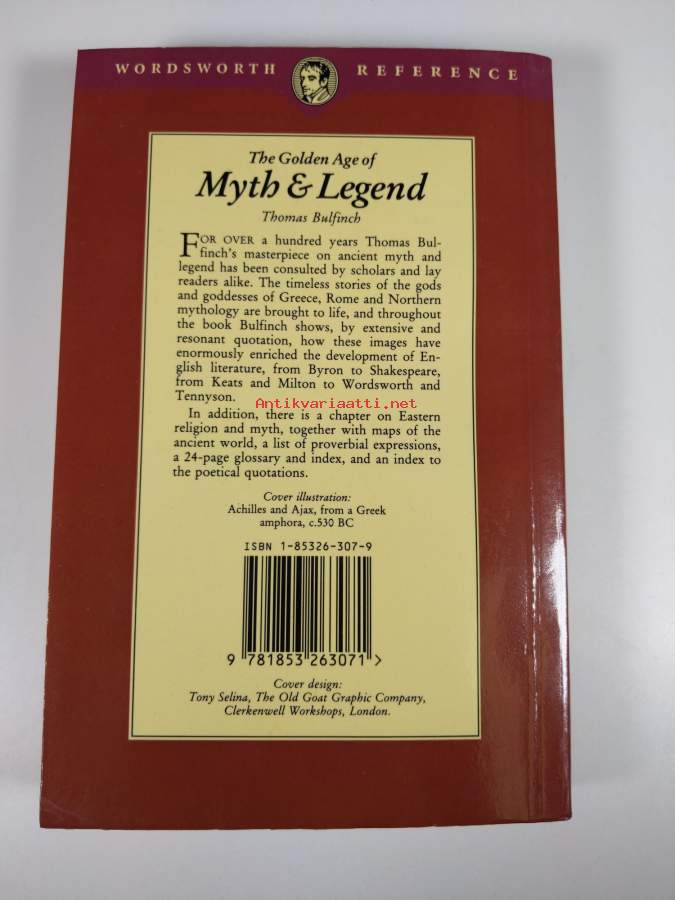 WORDSWORTH REFERENCE
The Golden Age of
Myth & Legend
Thomas Bulfinch
FOR OVER a hundred years Thomas Bul-
finch's masterpiece on ancient myth and
legend has been consulted by scholars and lay
readers alike. The timeless stories of the gods
and goddesses of Greece, Rome and Northern
mythology are brought to life, and throughout
the book Bulfinch shows, by extensive and
resonant quotation, how these images have
enormously enriched the development of En-
glish literature, from Byron to Shakespeare,
from Keats and Milton to Wordsworth and
Tennyson.
Antikvariaatti.net
In addition, there is a chapter on Eastern
religion and myth, together with maps of the
ancient world, a list of proverbial expressions,
a 24-page glossary and index, and an index to
the poetical quotations.
Cover illustration:
Achilles and Ajax, from a Greek
amphora, c.530 BC
ISBN 1-85326-307-9
9 781853 263071 >
Cover design:
Tony Selina, The Old Goat Graphic Company,
Clerkenwell Workshops, London.